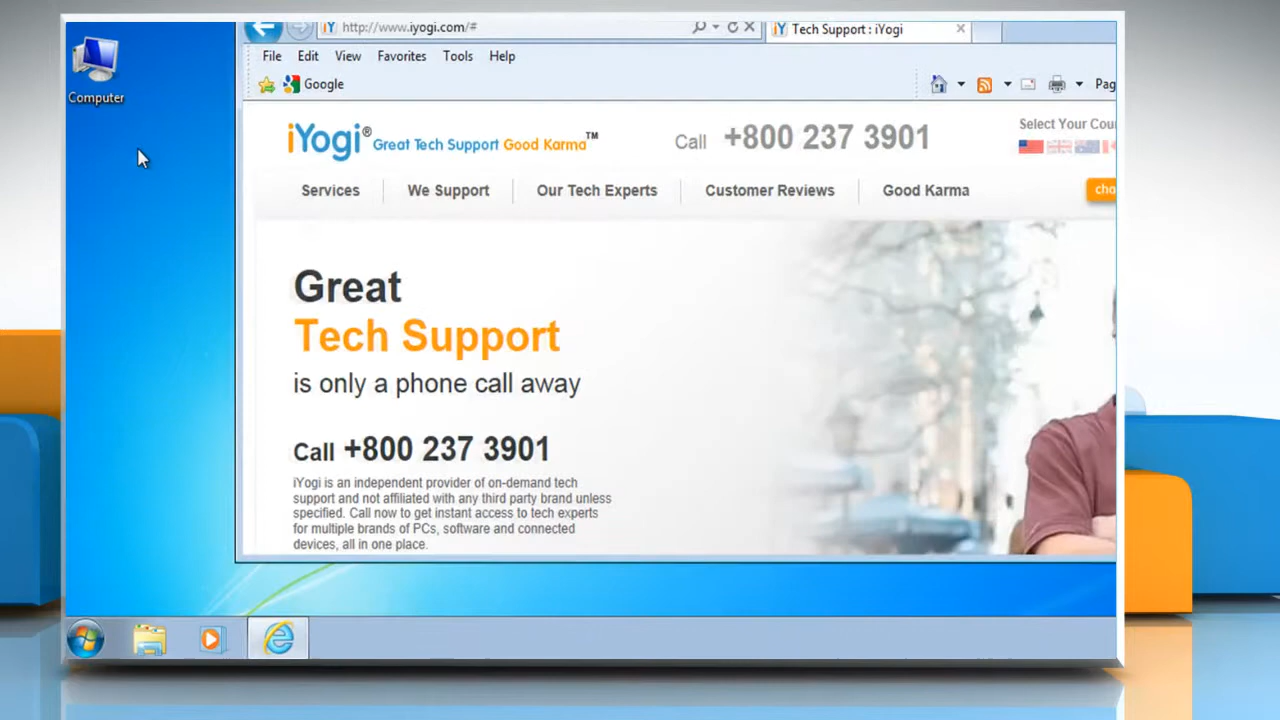 http://www.iyogi.com/#
Tech Support : iYogi
File Edit View Favorites Tools Help
Google
Computer
iYogi® Great Tech Support Good Karma™
Call +800 237 3901
Select Your Cou
Services We Support Our Tech Experts Customer Reviews Good Karma
cho
Great
Tech Support
is only a phone call away
Call +800 237 3901
iYogi is an independent provider of on-demand tech
support and not affiliated with any third party brand unless
specified. Call now to get instant access to tech experts
for multiple brands of PCs, software and connected
devices, all in one place.
Pag